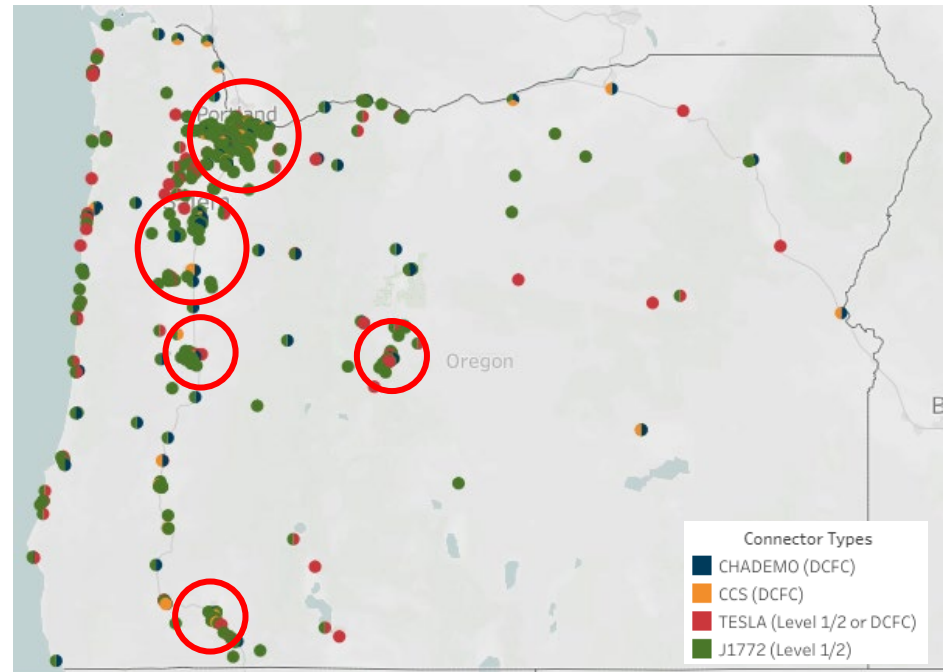 Portland
Salem
Oregon
B
Connector Types
CHADEMO (DCFC)
CCS (DCFC)
TESLA (Level 1/2 or DCFC)
J1772 (Level 1/2)